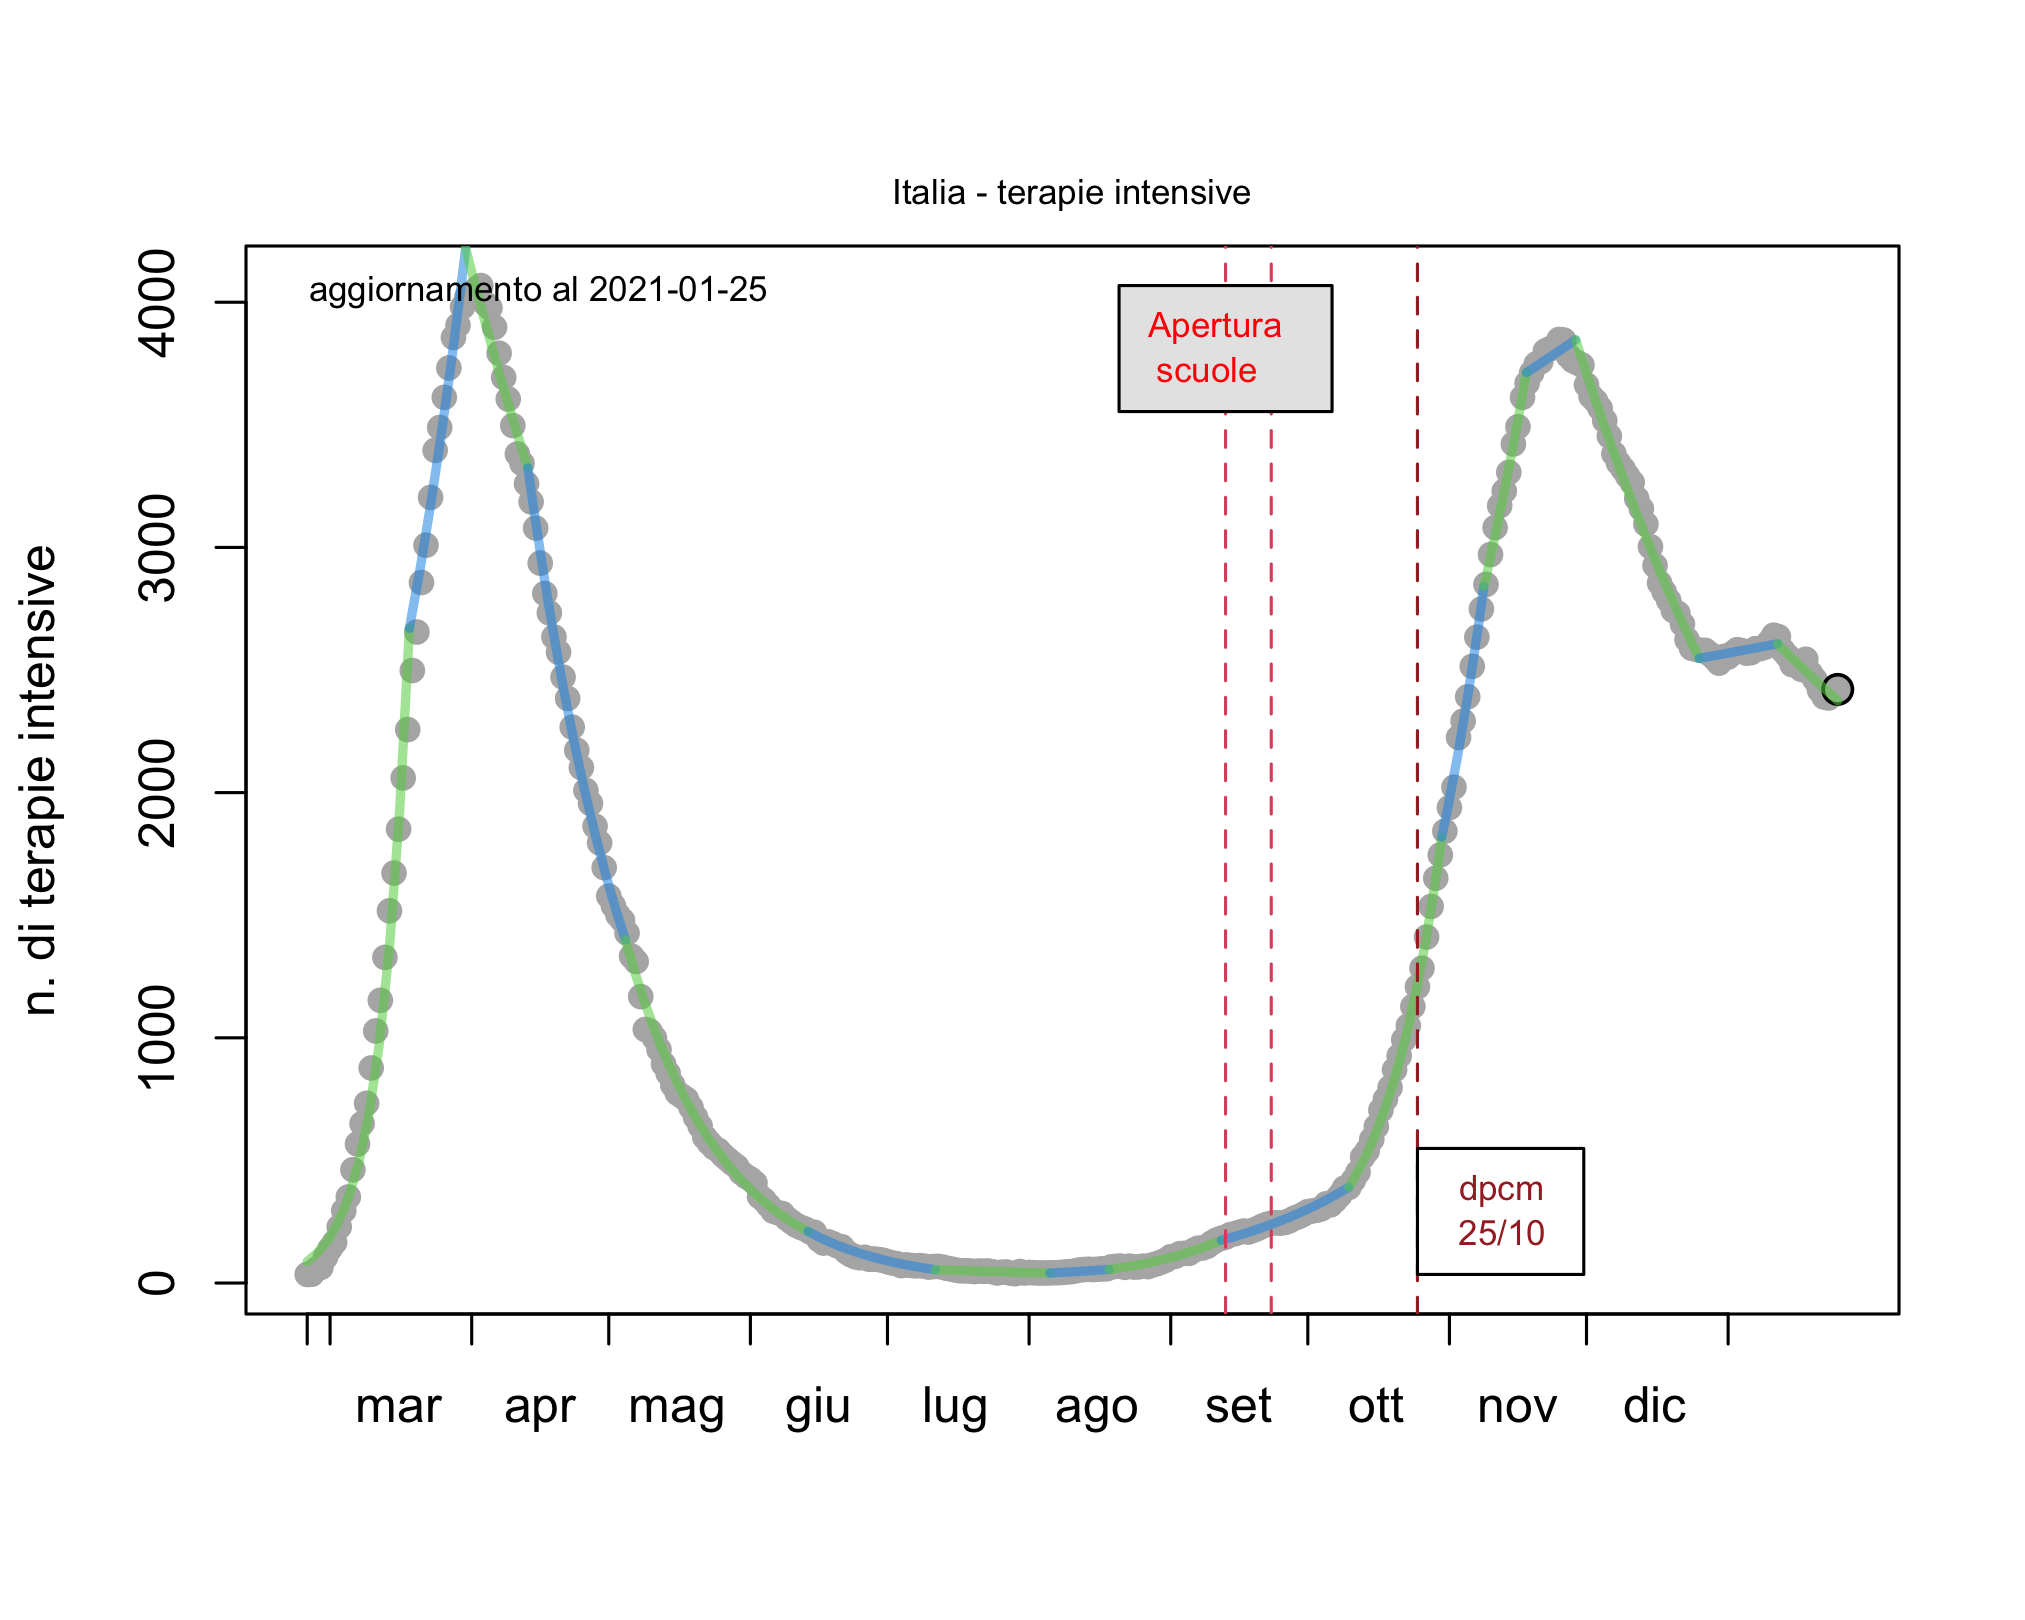 Italia - terapie intensive
aggiornamento al 2021-01-25
Apertura
scuole
dpcm
25/10
n. di terapie intensive
4000
3000
2000
1000
0
mar apr mag giu lug ago set ott nov dic